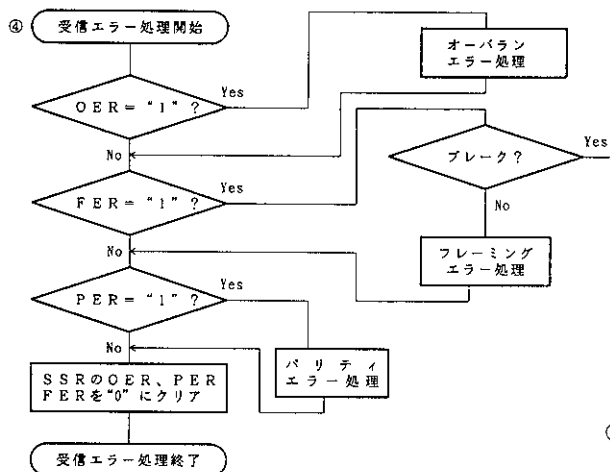 ④
受信エラー処理開始
オーバラン
エラー処理
OER=“1”?
Yes
No
ブレーク?
Yes
FER=“1”?
Yes
No
No
フレーミング
エラー処理
PER=“1”?
Yes
No
パリティ
エラー処理
SSRのOER、PER
FERを“0”にクリア
受信エラー処理終了